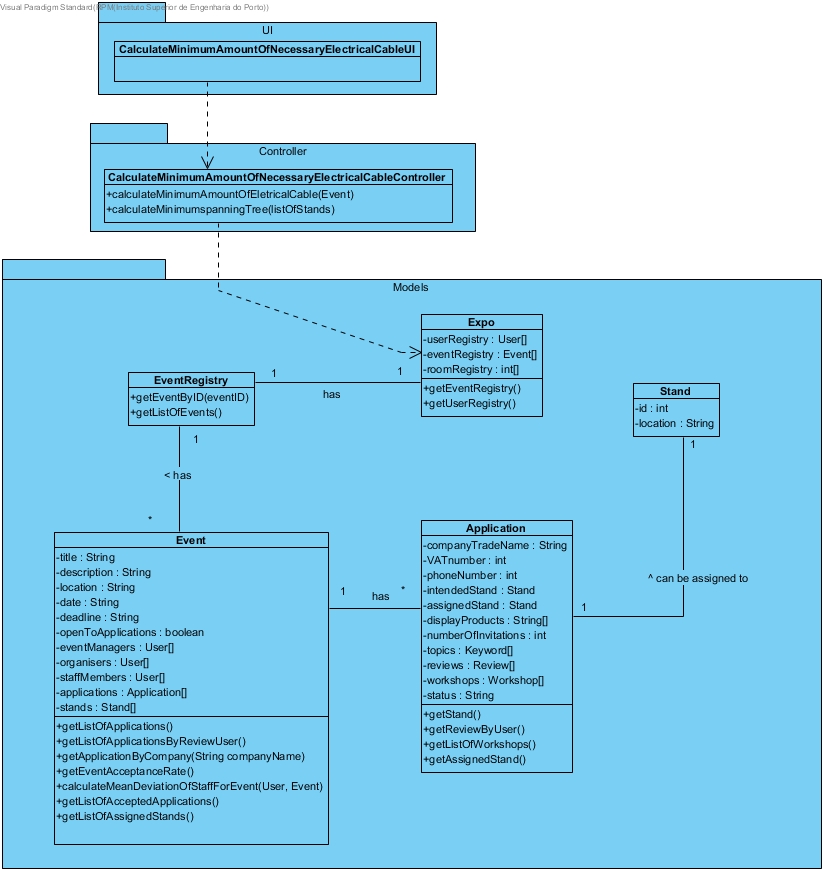 Visual Paradigm Standard(RPM(Instituto Superior de Engenharia do Porto))
UI
CalculateMinimumAmountOfNecessaryElectricalCableUI
Controller
CalculateMinimumAmountOfNecessaryElectricalCableController
+calculateMinimumAmountOfEletricalCable(Event)
+calculateMinimumspanningTree(listOfStands)
Models
Expo
-userRegistry : User[]
-eventRegistry : Event[]
-roomRegistry : int[]
+getEventRegistry()
+getUserRegistry()
EventRegistry
+getEventByID(eventID)
+getListOfEvents()
1
1
has
Stand
-id : int
-location : String
1
1
< has
*
Event
-title : String
-description : String
-location : String
-date : String
-deadline : String
-openToApplications : boolean
-eventManagers : User[]
-organisers : User[]
-staffMembers : User[]
-applications : Application[]
-stands : Stand[]
+getListOfApplications()
+getListOfApplicationsByReviewUser()
+getApplicationByCompany(String companyName)
+getEventAcceptanceRate()
+calculateMeanDeviationOfStaffForEvent(User, Event)
+getListOfAcceptedApplications()
+getListOfAssignedStands()
1
has
*
Application
-companyTradeName : String
-VATnumber : int
-phoneNumber : int
-intendedStand : Stand
-assignedStand : Stand
-displayProducts : String[]
-numberOfInvitations : int
-topics : Keyword[]
-reviews : Review[]
-workshops : Workshop[]
-status : String
+getStand()
+getReviewByUser()
+getListOfWorkshops()
+getAssignedStand()
^ can be assigned to
1